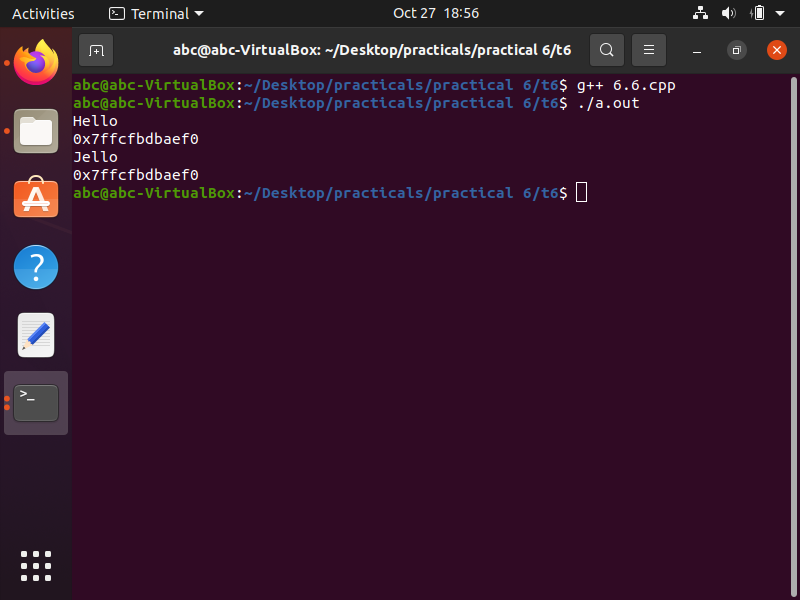 Activities Terminal Oct 27 18:56
abc@abc-VirtualBox: ~/Desktop/practicals/practical 6/t6
abc@abc-VirtualBox:~/Desktop/practicals/practical 6/t6$ g++ 6.6.cpp
abc@abc-VirtualBox:~/Desktop/practicals/practical 6/t6$ ./a.out
Hello
0x7ffcfbdbaef0
Jello
0x7ffcfbdbaef0
abc@abc-VirtualBox:~/Desktop/practicals/practical 6/t6$